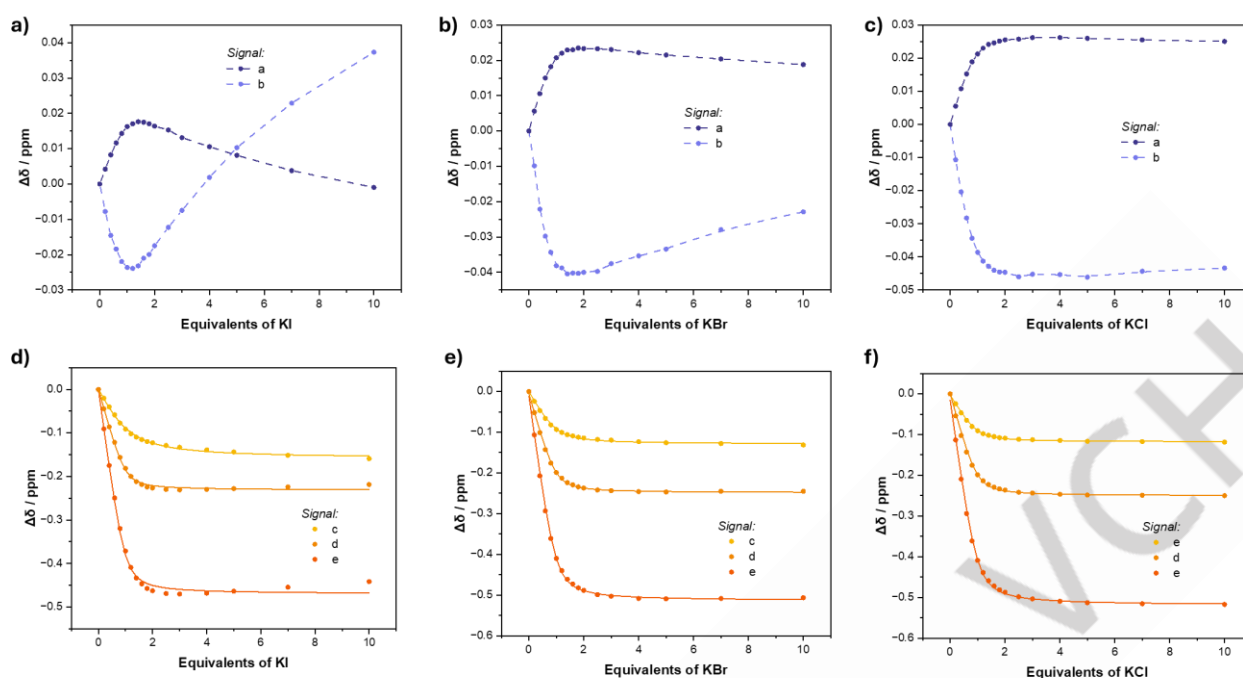 a)
0.04
0.03
0.02
0.01
0.00
−0.01
−0.02
−0.03
Δδ / ppm
Signal:
a
b
0 2 4 6 8 10
Equivalents of KI
b)
0.03
0.02
0.01
0.00
−0.01
−0.02
−0.03
−0.04
−0.05
Δδ / ppm
Signal:
a
b
0 2 4 6 8 10
Equivalents of KBr
c)
0.03
0.02
0.01
0.00
−0.01
−0.02
−0.03
−0.04
−0.05
Δδ / ppm
Signal:
a
b
0 2 4 6 8 10
Equivalents of KCl
d)
0.0
−0.1
−0.2
−0.3
−0.4
−0.5
Δδ / ppm
Signal:
c
d
e
0 2 4 6 8 10
Equivalents of KI
e)
0.0
−0.1
−0.2
−0.3
−0.4
−0.5
−0.6
Δδ / ppm
Signal:
c
d
e
0 2 4 6 8 10
Equivalents of KBr
f)
0.0
−0.1
−0.2
−0.3
−0.4
−0.5
−0.6
Δδ / ppm
Signal:
e
d
e
0 2 4 6 8 10
Equivalents of KCl
VCH